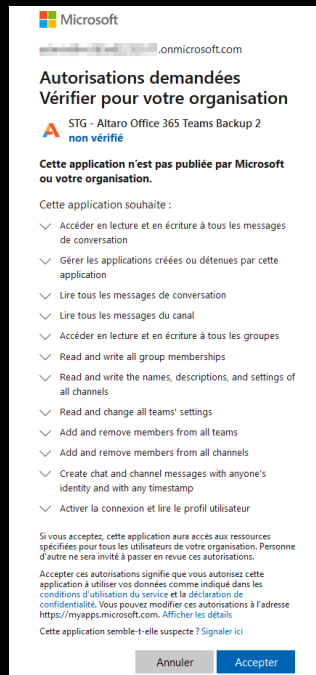 Microsoft
.onmicrosoft.com
Autorisations demandées
Vérifier pour votre organisation
STG - Altaro Office 365 Teams Backup 2
non vérifié
Cette application n'est pas publiée par Microsoft
ou votre organisation.
Cette application souhaite :
Accéder en lecture et en écriture à tous les messages
de conversation
Gérer les applications créées ou détenues par cette
application
Lire tous les messages de conversation
Lire tous les messages du canal
Accéder en lecture et en écriture à tous les groupes
Read and write all group memberships
Read and write the names, descriptions, and settings of
all channels
Read and change all teams' settings
Add and remove members from all teams
Add and remove members from all channels
Create chat and channel messages with anyone's
identity and with any timestamp
Activer la connexion et lire le profil utilisateur
Si vous acceptez, cette application aura accès aux ressources
spécifiées pour tous les utilisateurs de votre organisation. Personne
d'autre ne sera invité à passer en revue ces autorisations.
Accepter ces autorisations signifie que vous autorisez cette
application à utiliser vos données comme indiqué dans les
conditions d'utilisation du service et la déclaration de
confidentialité. Vous pouvez modifier ces autorisations à l'adresse
https://myapps.microsoft.com. Afficher les détails
Cette application semble-t-elle suspecte ? Signaler ici
Annuler
Accepter